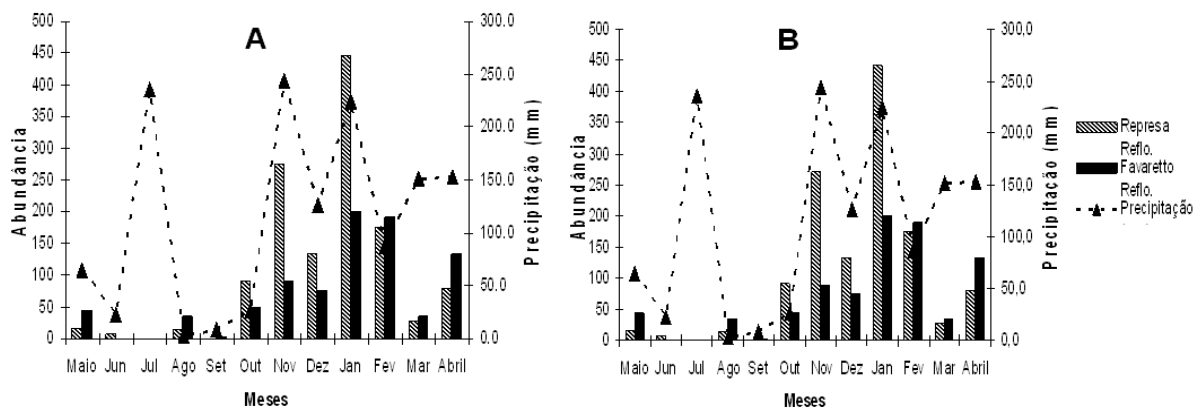 A
Abundância
500
450
400
350
300
250
200
150
100
50
0
300.0
250.0
200.0
150.0
100.0
50.0
0.0
Precipitação (mm)
Maio Jun Jul Ago Set Out Nov Dez Jan Fev Mar Abril
Meses
B
Abundância
500
450
400
350
300
250
200
150
100
50
0
300,0
250,0
200,0
150,0
100,0
50,0
0,0
Precipitação (mm)
Maio Jun Jul Ago Set Out Nov Dez Jan Fev Mar Abril
Meses
Represa
Reflo.
Favaretto
Reflo.
Precipitação